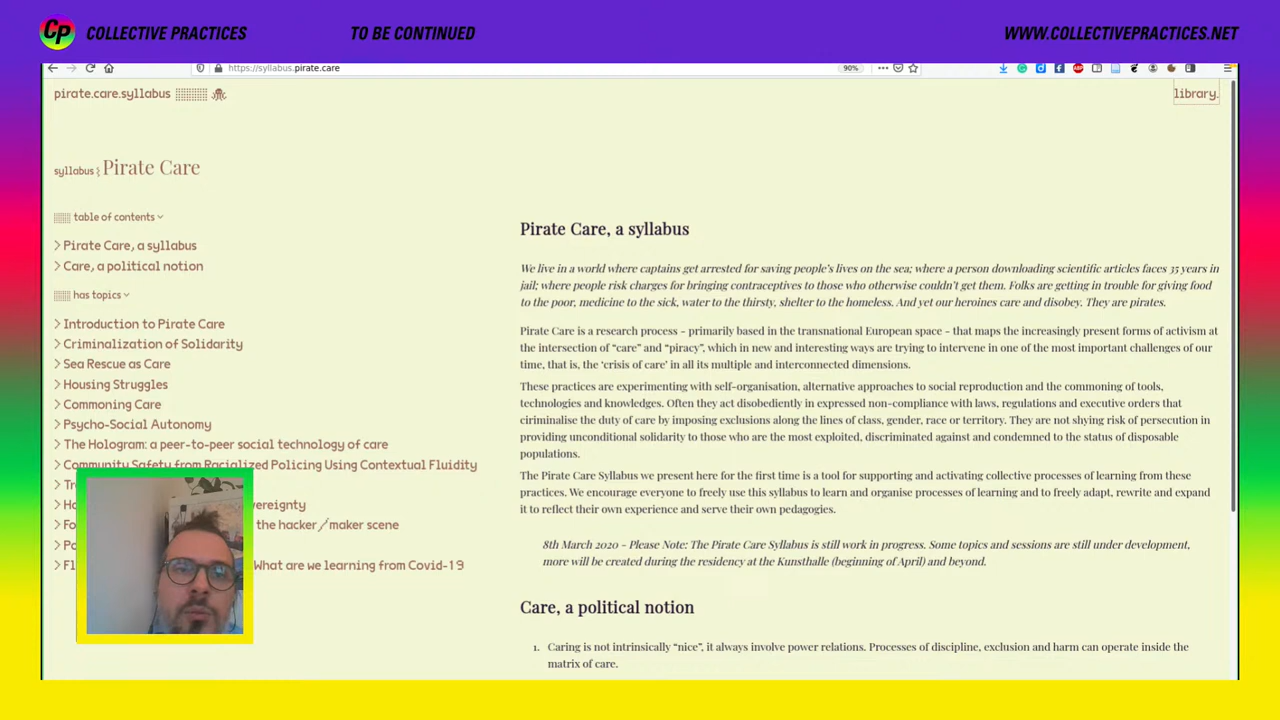 CP COLLECTIVE PRACTICES TO BE CONTINUED WWW.COLLECTIVEPRACTICES.NET
https://syllabus.pirate.care 90%
pirate.care.syllabus library.
syllabus Pirate Care
table of contents
Pirate Care, a syllabus
Care, a political notion
has topics
Introduction to Pirate Care
Criminalization of Solidarity
Sea Rescue as Care
Housing Struggles
Commoning Care
Psycho-Social Autonomy
The Hologram: a peer-to-peer social technology of care
Community Safety from Racialized Policing Using Contextual Fluidity
the hacker/maker scene
What are we learning from Covid-19
Pirate Care, a syllabus
We live in a world where captains get arrested for saving people's lives on the sea; where a person downloading scientific articles faces 35 years in
jail; where people risk charges for bringing contraceptives to those who otherwise couldn't get them. Folks are getting in trouble for giving food
to the poor, medicine to the sick, water to the thirsty, shelter to the homeless. And yet our heroines care and disobey. They are pirates.
Pirate Care is a research process - primarily based in the transnational European space - that maps the increasingly present forms of activism at
the intersection of "care" and "piracy", which in new and interesting ways are trying to intervene in one of the most important challenges of our
time, that is, the 'crisis of care' in all its multiple and interconnected dimensions.
These practices are experimenting with self-organisation, alternative approaches to social reproduction and the commoning of tools,
technologies and knowledges. Often they act disobediently in expressed non-compliance with laws, regulations and executive orders that
ciriminalise the duty of care by imposing exclusions along the lines of class, gender, race or territory. They are not shying risk of persecution in
providing unconditional solidarity to those who are the most exploited, discriminated against and condemned to the status of disposable
populations.
The Pirate Care Syllabus we present here for the first time is a tool for supporting and activating collective processes of learning from these
practices. We encourage everyone to freely use this syllabus to learn and organise processes of learning and to freely adapt, rewrite and expand
it to reflect their own experience and serve their own pedagogies.
8th March 2020 - Please Note: The Pirate Care Syllabus is still work in progress. Some topics and sessions are still under development,
more will be created during the residency at the Kunsthalle (beginning of April) and beyond.
Care, a political notion
1. Caring is not intrinsically "nice", it always involve power relations. Processes of discipline, exclusion and harm can operate inside the
matrix of care.